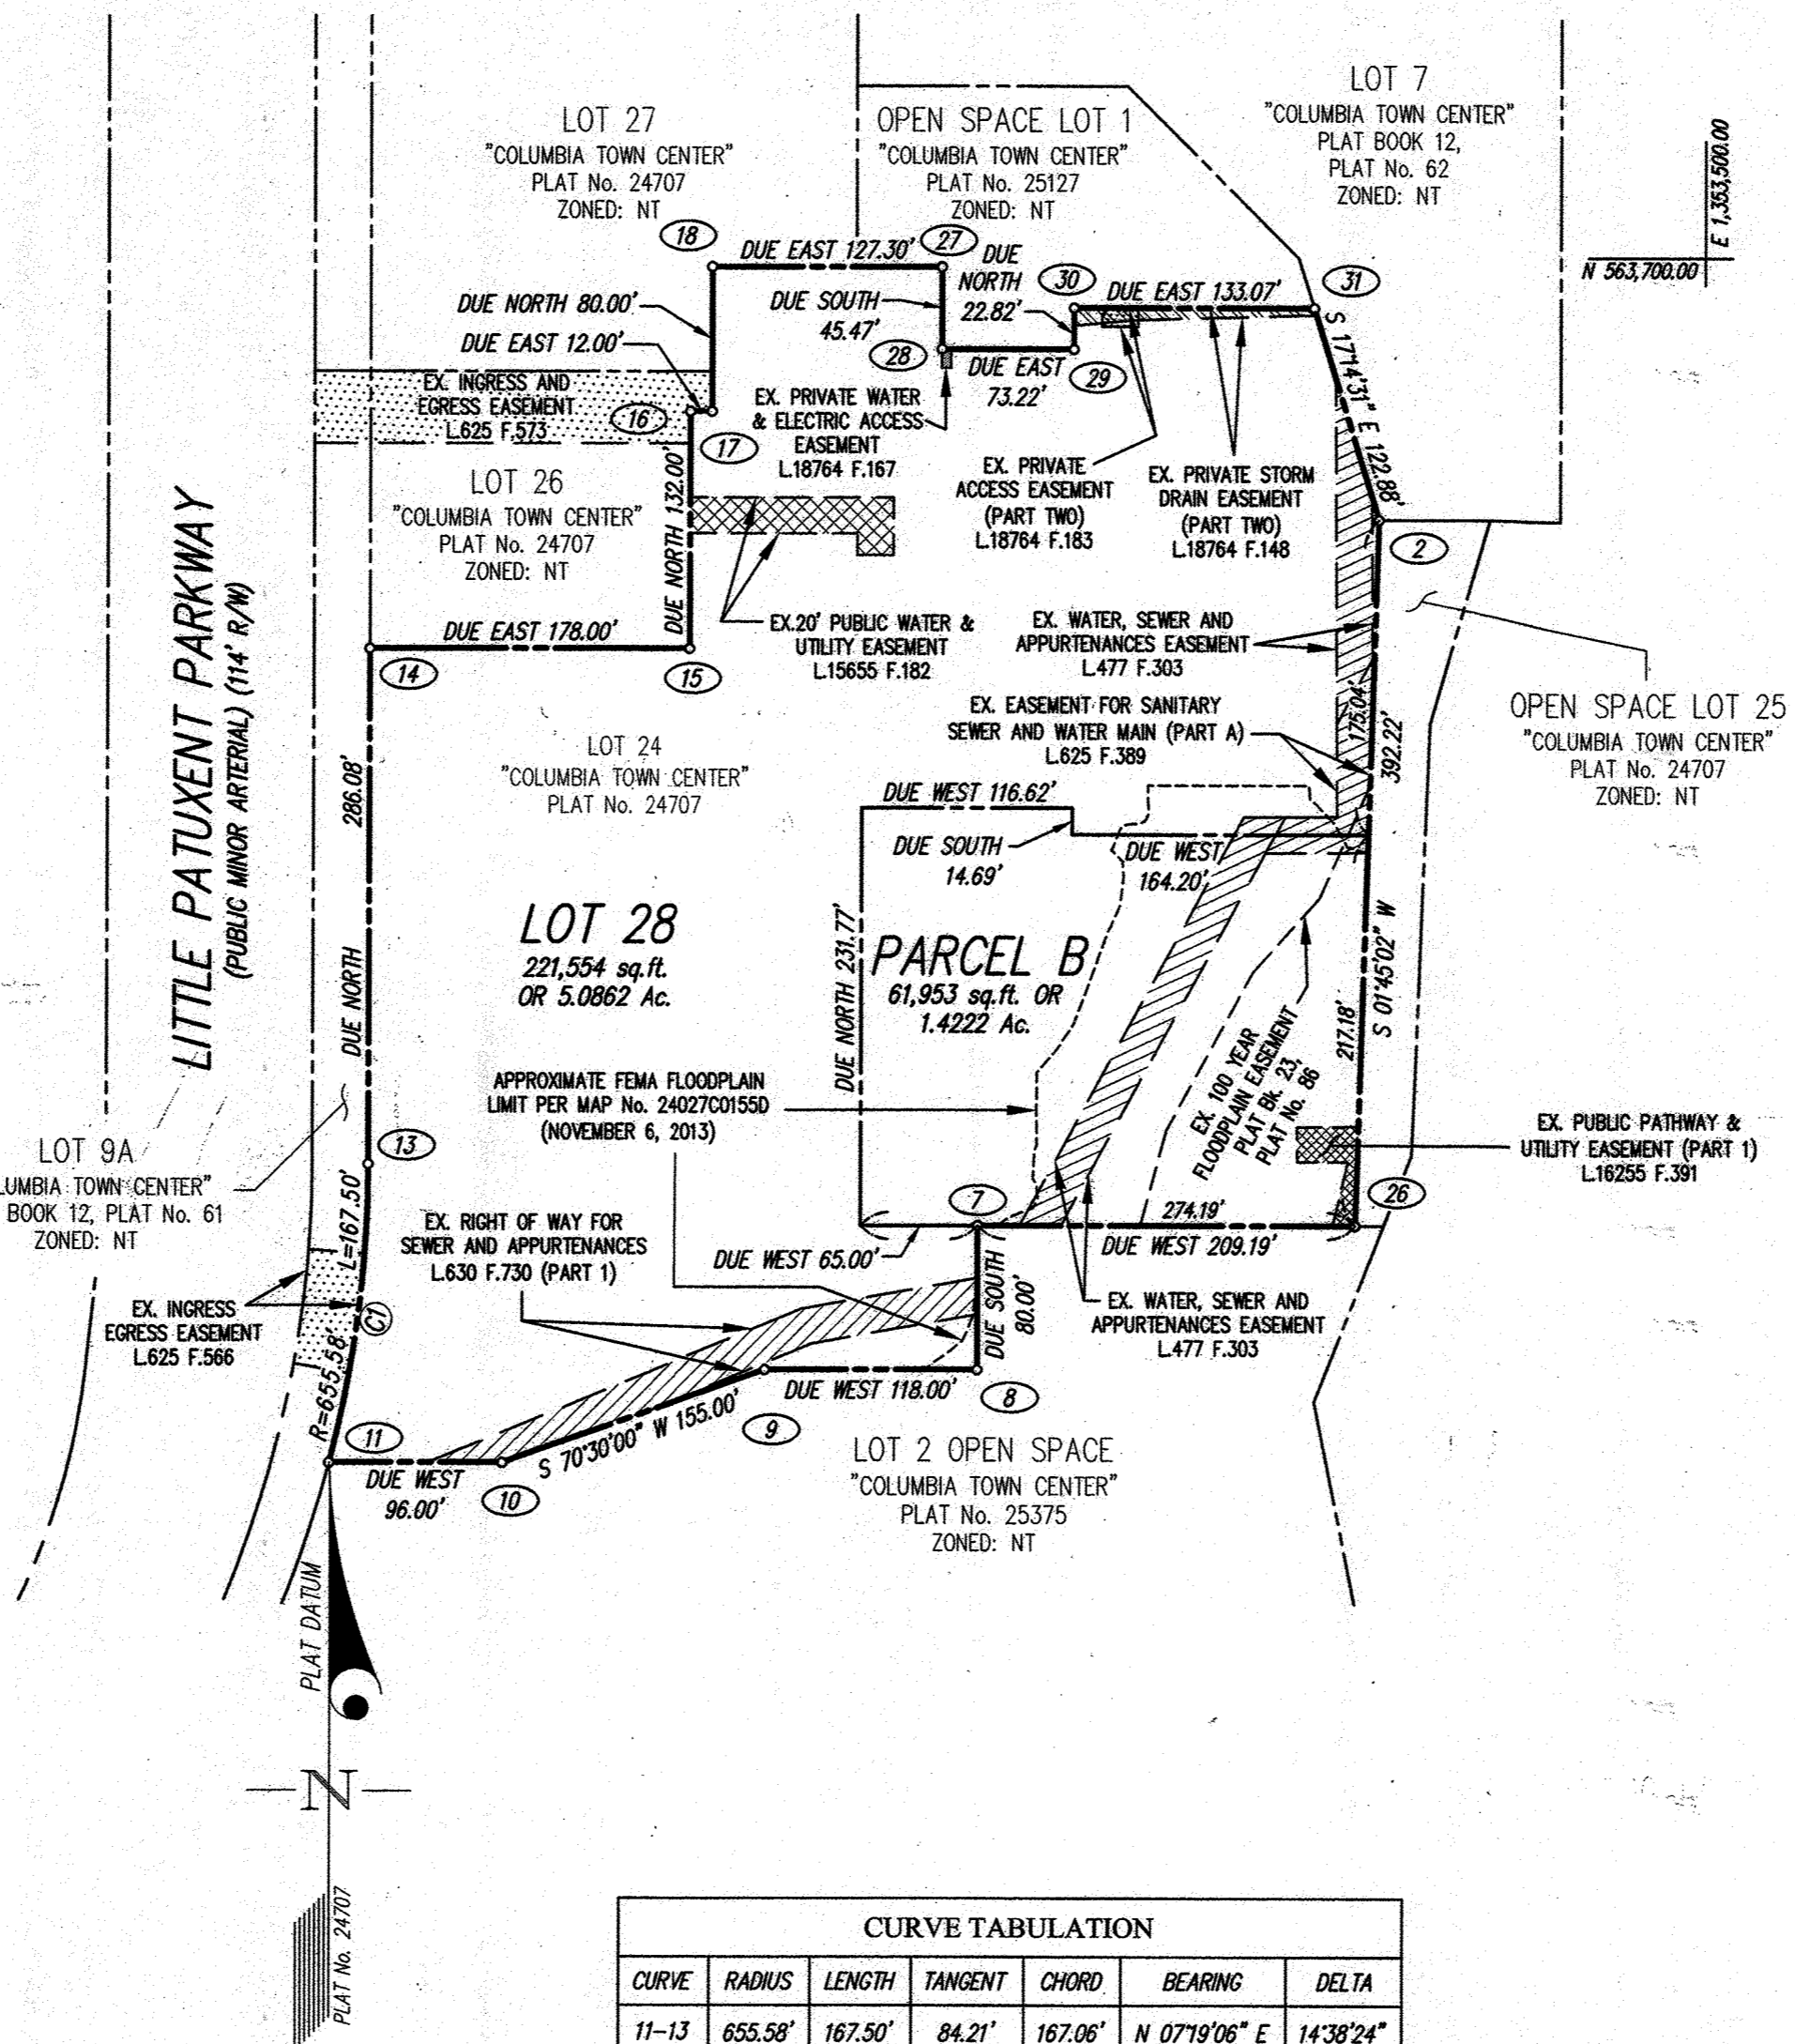 LOT 7
"COLUMBIA TOWN CENTER"
PLAT BOOK 12,
PLAT No. 62
ZONED: NT
LOT 27
"COLUMBIA TOWN CENTER"
PLAT No. 24707
ZONED: NT
OPEN SPACE LOT 1
"COLUMBIA TOWN CENTER"
PLAT No. 25127
ZONED: NT
E 1,353,500.00
N 563,700.00
18
DUE EAST 127.30'
27
DUE
NORTH
22.82'
30
DUE EAST 133.07'
31
DUE NORTH 80.00'
DUE SOUTH
45.47'
DUE EAST 12.00'
28
DUE EAST
73.22'
29
S 17°14'31" E 122.88'
EX. INGRESS AND
EGRESS EASEMENT
L.625 F.573
16
17
EX. PRIVATE WATER
& ELECTRIC ACCESS
EASEMENT
L.18764 F.167
EX. PRIVATE
ACCESS EASEMENT
(PART TWO)
L.18764 F.183
EX. PRIVATE STORM
DRAIN EASEMENT
(PART TWO)
L.18764 F.148
LOT 26
"COLUMBIA TOWN CENTER"
PLAT No. 24707
ZONED: NT
DUE NORTH 132.00'
2
LITTLE PATUXENT PARKWAY
(PUBLIC MINOR ARTERIAL) (114' R/W)
DUE EAST 178.00'
14
15
EX.20' PUBLIC WATER &
UTILITY EASEMENT
L.15655 F.182
EX. WATER, SEWER AND
APPURTENANCES EASEMENT
L.477 F.303
EX. EASEMENT FOR SANITARY
SEWER AND WATER MAIN (PART A)
L.625 F.389
175.04'
392.22'
OPEN SPACE LOT 25
"COLUMBIA TOWN CENTER"
PLAT No. 24707
ZONED: NT
LOT 24
"COLUMBIA TOWN CENTER"
PLAT No. 24707
286.08'
DUE NORTH
DUE WEST 116.62'
DUE SOUTH
14.69'
DUE WEST
164.20'
LOT 28
221,554 sq.ft.
OR 5.0862 Ac.
DUE NORTH 231.77'
PARCEL B
61,953 sq.ft. OR
1.4222 Ac.
S 01°45'02" W
217.18'
APPROXIMATE FEMA FLOODPLAIN
LIMIT PER MAP No. 24027C0155D
(NOVEMBER 6, 2013)
EX. 100 YEAR
FLOODPLAIN EASEMENT
PLAT Bk. 23,
PLAT No. 86
EX. PUBLIC PATHWAY &
UTILITY EASEMENT (PART 1)
L.16255 F.391
LOT 9A
LUMBIA TOWN CENTER"
BOOK 12, PLAT No. 61
ZONED: NT
13
L=167.50'
C1
R=655.58'
EX. RIGHT OF WAY FOR
SEWER AND APPURTENANCES
L.630 F.730 (PART 1)
7
274.19'
26
DUE WEST 65.00'
DUE WEST 209.19'
DUE SOUTH
80.00'
EX. INGRESS
EGRESS EASEMENT
L.625 F.566
EX. WATER, SEWER AND
APPURTENANCES EASEMENT
L.477 F.303
DUE WEST 118.00'
8
9
S 70°30'00" W 155.00'
11
DUE WEST
96.00'
10
LOT 2 OPEN SPACE
"COLUMBIA TOWN CENTER"
PLAT No. 25375
ZONED: NT
PLAT DATUM
N
PLAT No. 24707
CURVE TABULATION
CURVE RADIUS LENGTH TANGENT CHORD BEARING DELTA
11-13 655.58' 167.50' 84.21' 167.06' N 07°19'06" E 14°38'24"